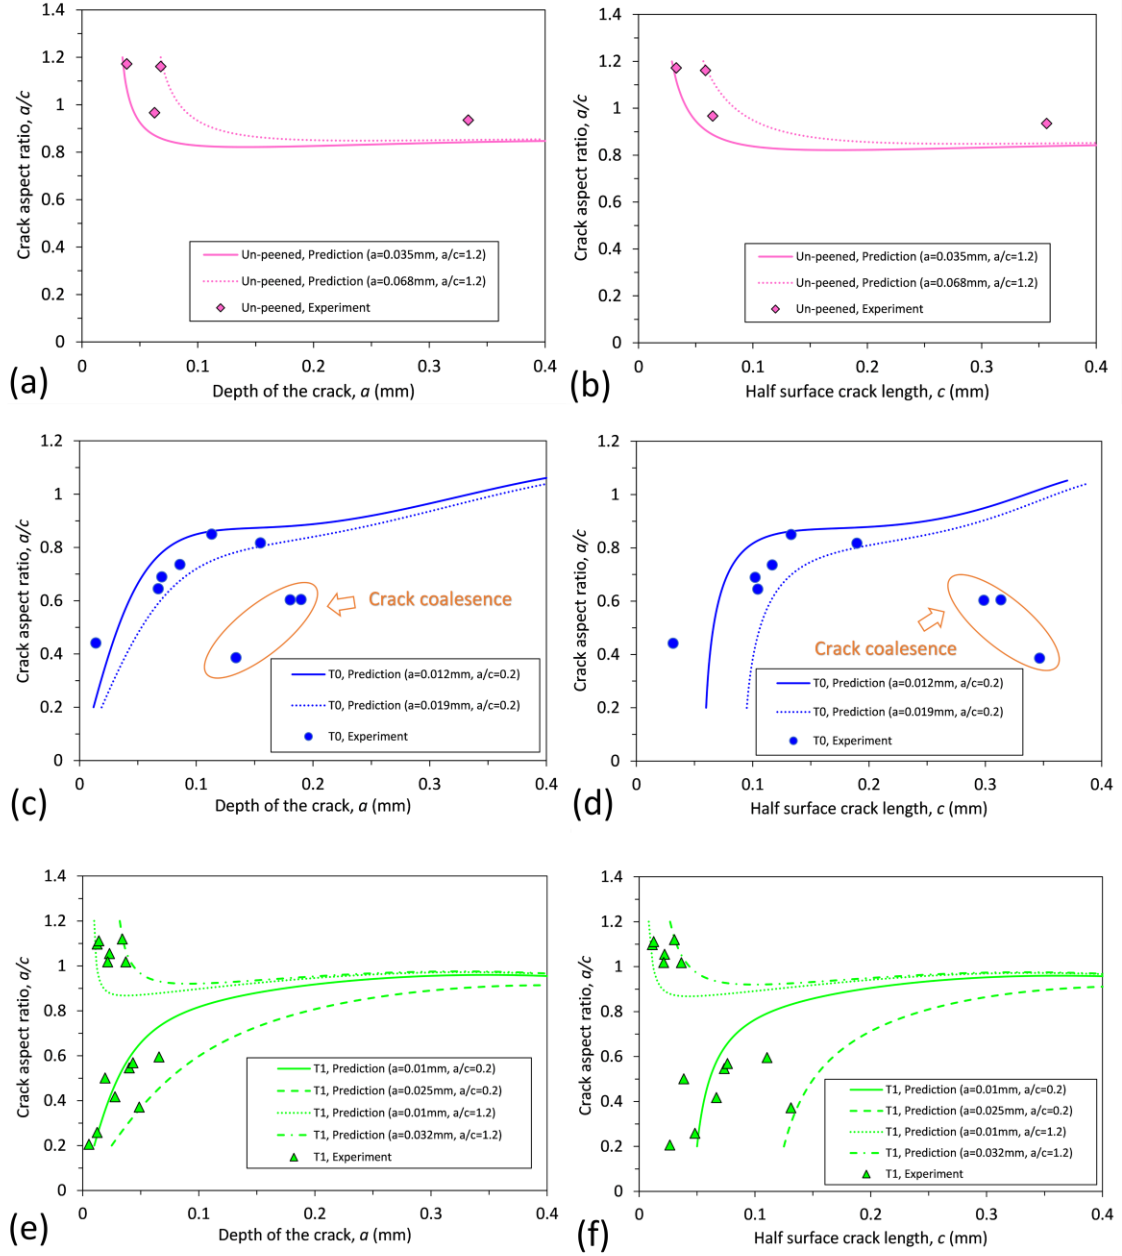 1.4
1.2
1
0.8
0.6
0.4
0.2
0
Crack aspect ratio, a/c
Un-peened, Prediction (a=0.035mm, a/c=1.2)
Un-peened, Prediction (a=0.068mm, a/c=1.2)
Un-peened, Experiment
0 0.1 0.2 0.3 0.4
Depth of the crack, a (mm)
(a)
1.4
1.2
1
0.8
0.6
0.4
0.2
0
Crack aspect ratio, a/c
Un-peened, Prediction (a=0.035mm, a/c=1.2)
Un-peened, Prediction (a=0.068mm, a/c=1.2)
Un-peened, Experiment
0 0.1 0.2 0.3 0.4
Half surface crack length, c (mm)
(b)
1.2
1
0.8
0.6
0.4
0.2
0
Crack aspect ratio, a/c
Crack coalesence
T0, Prediction (a=0.012mm, a/c=0.2)
T0, Prediction (a=0.019mm, a/c=0.2)
T0, Experiment
0 0.1 0.2 0.3 0.4
Depth of the crack, a (mm)
(c)
1.2
1
0.8
0.6
0.4
0.2
0
Crack aspect ratio, a/c
Crack coalesence
T0, Prediction (a=0.012mm, a/c=0.2)
T0, Prediction (a=0.019mm, a/c=0.2)
T0, Experiment
0 0.1 0.2 0.3 0.4
Half surface crack length, c (mm)
(d)
1.4
1.2
1
0.8
0.6
0.4
0.2
0
Crack aspect ratio, a/c
T1, Prediction (a=0.01mm, a/c=0.2)
T1, Prediction (a=0.025mm, a/c=0.2)
T1, Prediction (a=0.01mm, a/c=1.2)
T1, Prediction (a=0.032mm, a/c=1.2)
T1, Experiment
0 0.1 0.2 0.3 0.4
Depth of the crack, a (mm)
(e)
1.4
1.2
1
0.8
0.6
0.4
0.2
0
Crack aspect ratio, a/c
T1, Prediction (a=0.01mm, a/c=0.2)
T1, Prediction (a=0.025mm, a/c=0.2)
T1, Prediction (a=0.01mm, a/c=1.2)
T1, Prediction (a=0.032mm, a/c=1.2)
T1, Experiment
0 0.1 0.2 0.3 0.4
Half surface crack length, c (mm)
(f)